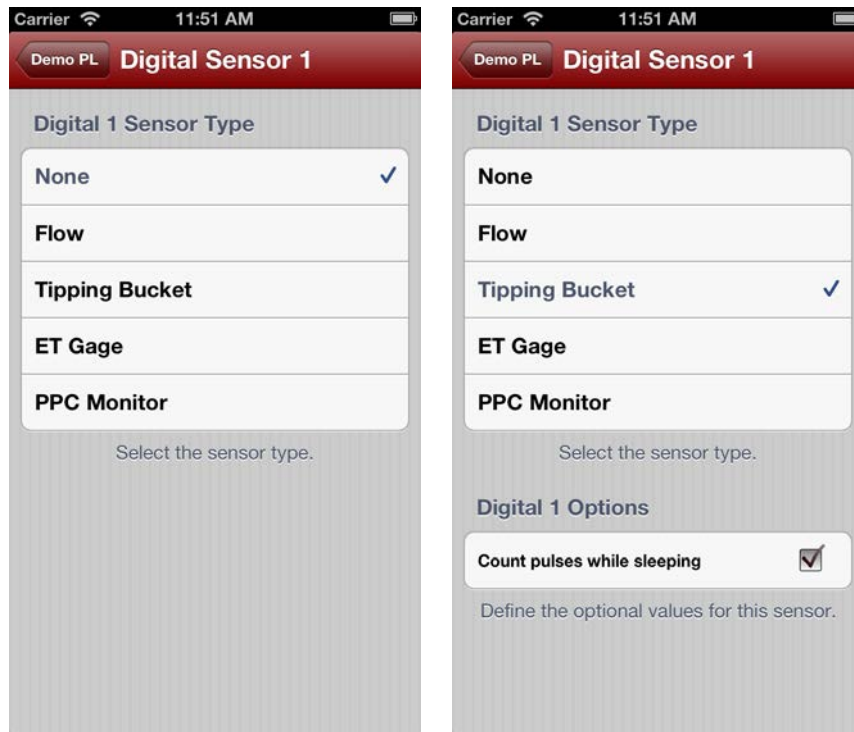 Carrier 11:51 AM
Demo PL Digital Sensor 1
Digital 1 Sensor Type
None
Flow
Tipping Bucket
ET Gage
PPC Monitor
Select the sensor type.
Carrier 11:51 AM
Demo PL Digital Sensor 1
Digital 1 Sensor Type
None
Flow
Tipping Bucket
ET Gage
PPC Monitor
Select the sensor type.
Digital 1 Options
Count pulses while sleeping
Define the optional values for this sensor.